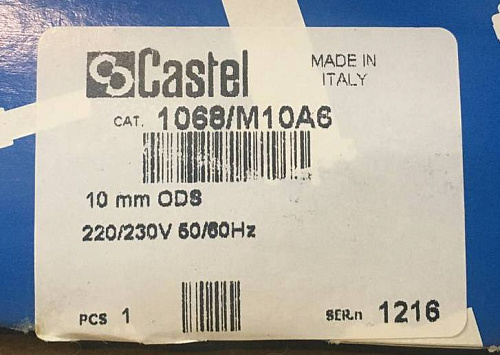 Castel
MADE IN
ITALY
CAT. 1068/M10A6
10 mm ODS
220/230V 50/60Hz
PCS 1
SER.n 1216